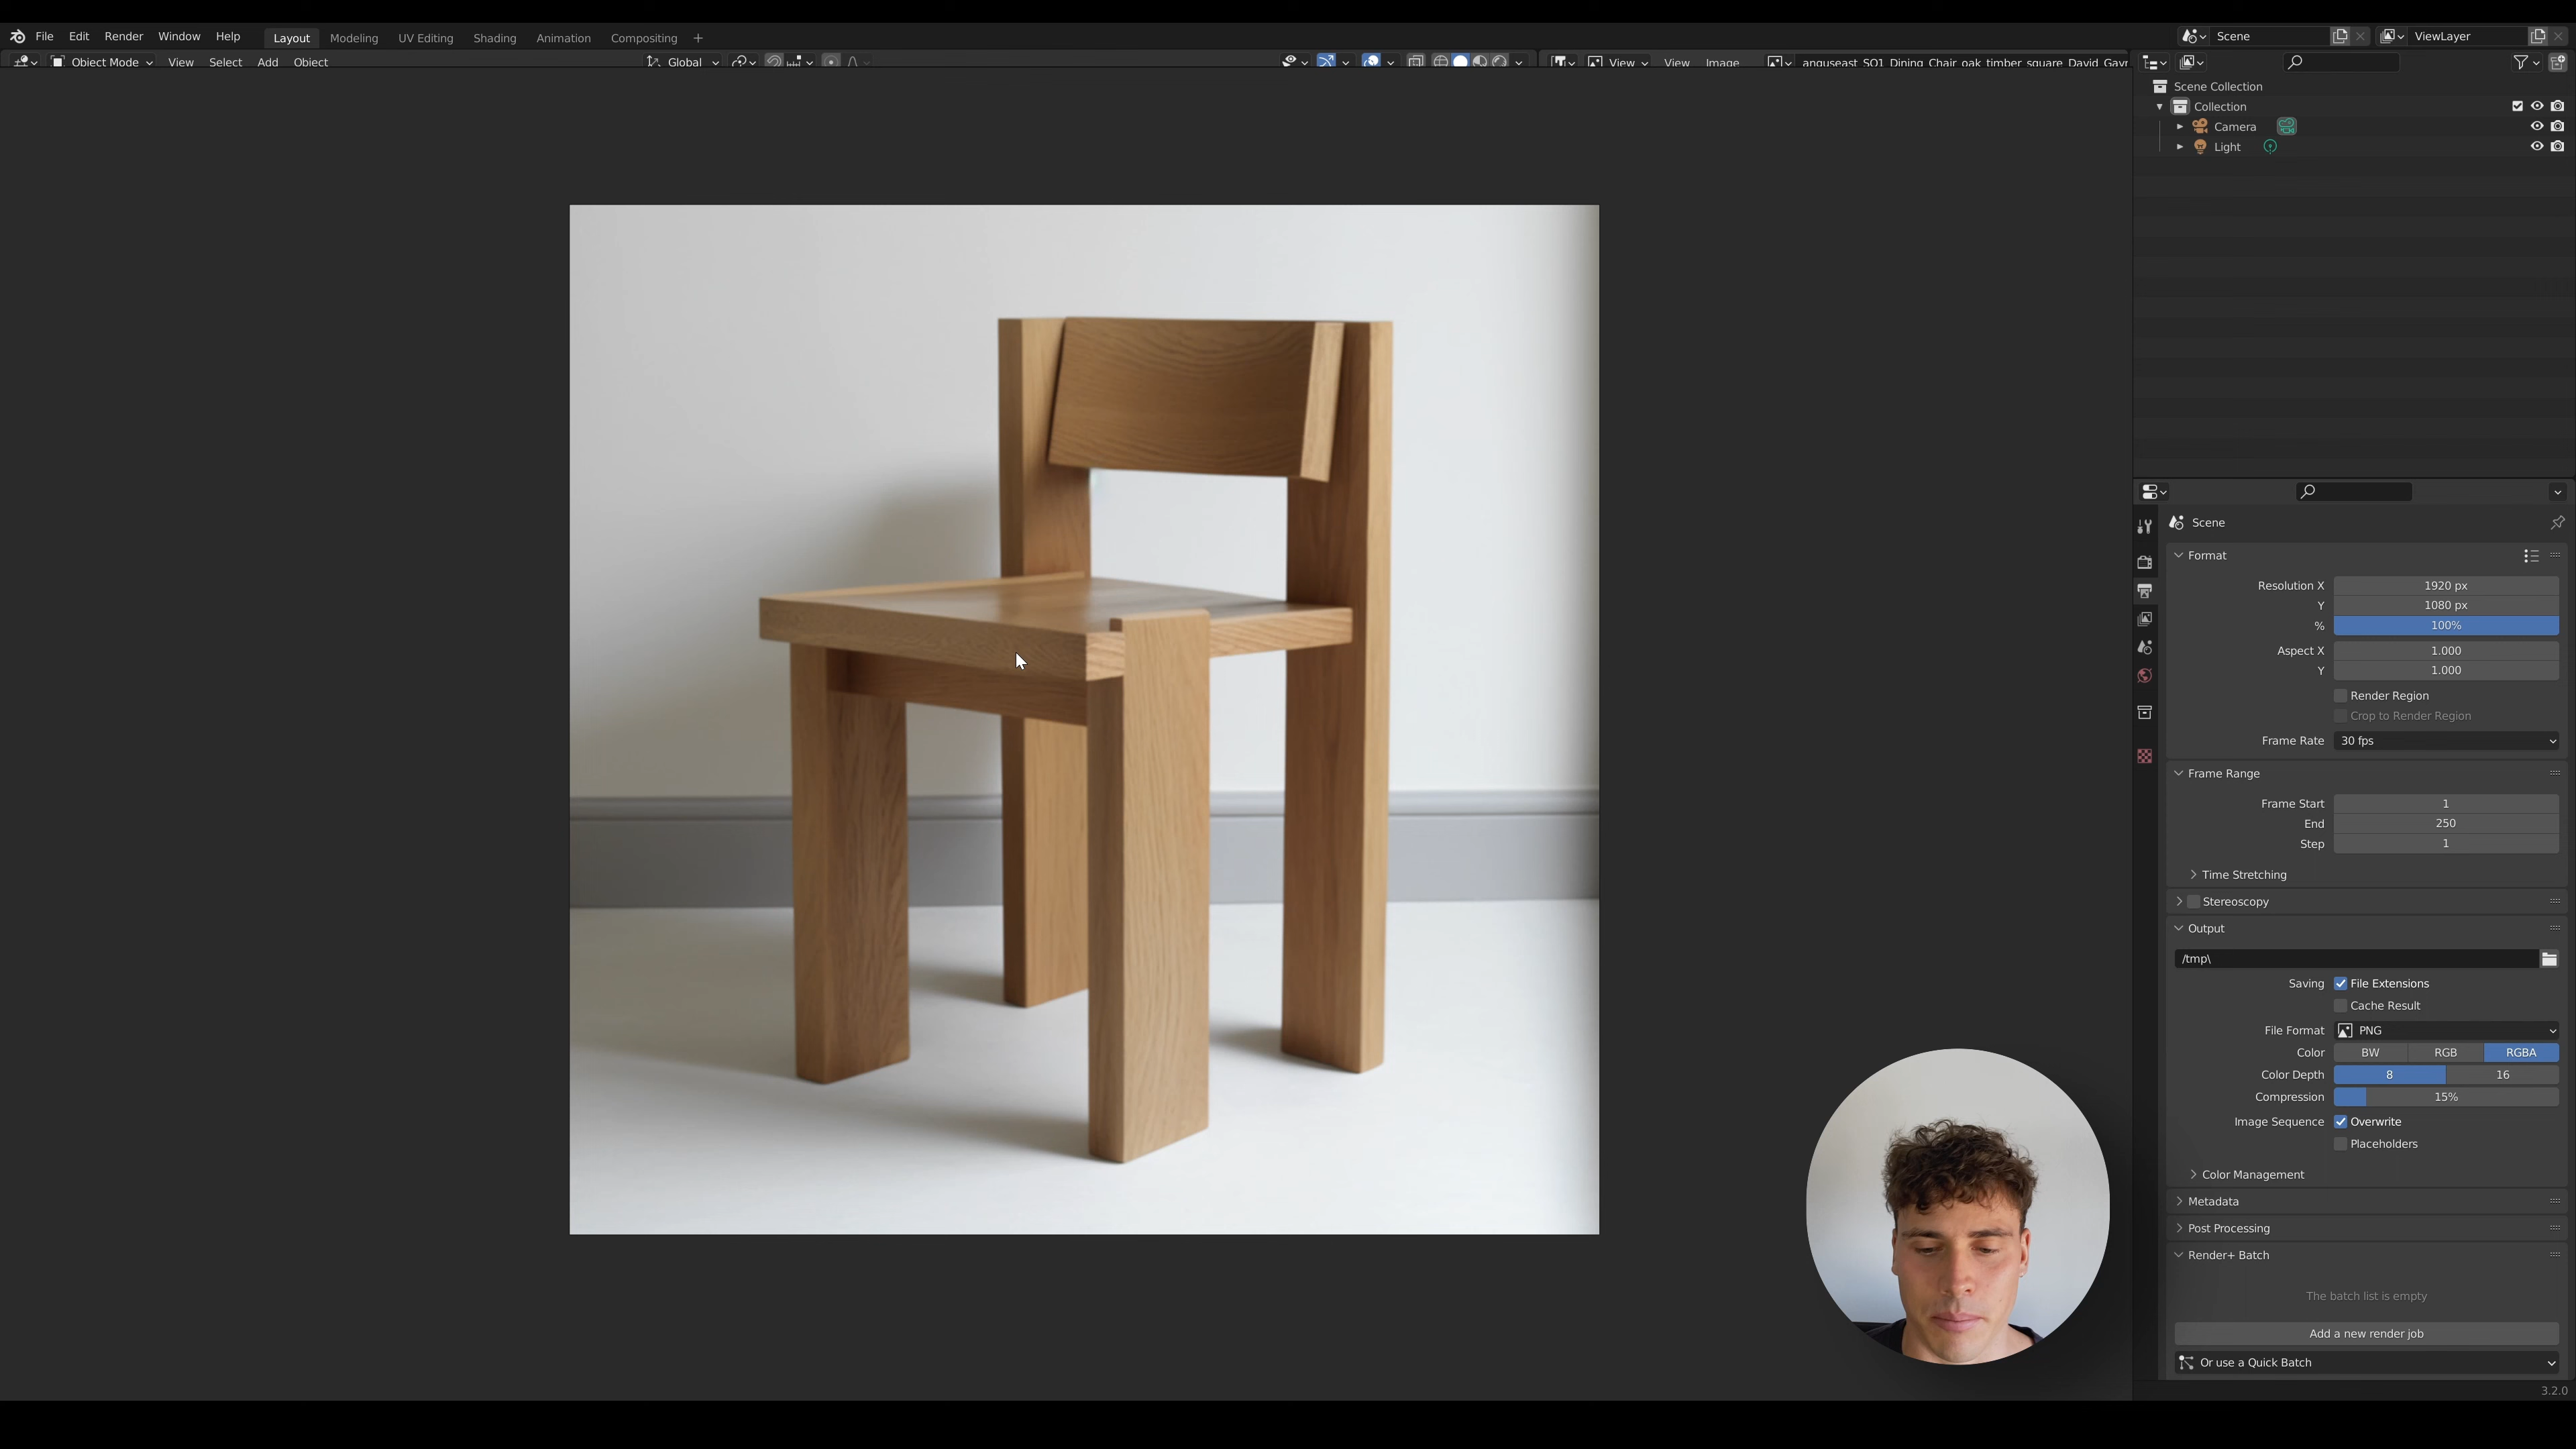 File Edit Render Window Help Layout Modeling UV Editing Shading Animation Compositing + Scene ViewLayer
Object Mode View Select Add Object Global View View Image anguseast_SO1_Dining_Chair_oak_timber_square_David_Gayn
Scene Collection
Collection
Camera
Light
Scene
Format
Resolution X 1920 px
Y 1080 px
% 100%
Aspect X 1.000
Y 1.000
Render Region
Crop to Render Region
Frame Rate 30 fps
Frame Range
Frame Start 1
End 250
Step 1
Time Stretching
Stereoscopy
Output
/tmp\
Saving File Extensions
Cache Result
File Format PNG
Color BW RGB RGBA
Color Depth 8 16
Compression 15%
Image Sequence Overwrite
Placeholders
Color Management
Metadata
Post Processing
Render+ Batch
The batch list is empty
Add a new render job
Or use a Quick Batch
3.2.0